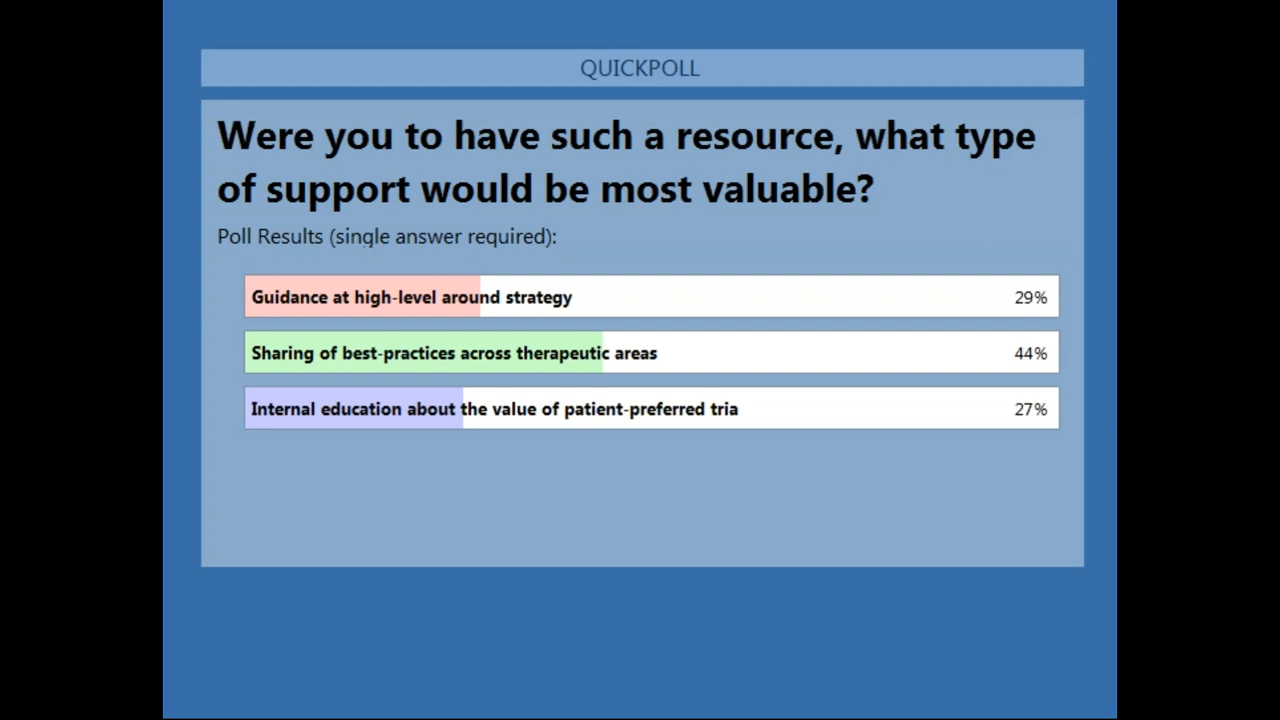 QUICKPOLL
Were you to have such a resource, what type
of support would be most valuable?
Poll Results (single answer required):
Guidance at high-level around strategy 29%
Sharing of best-practices across therapeutic areas 44%
Internal education about the value of patient-preferred tria 27%